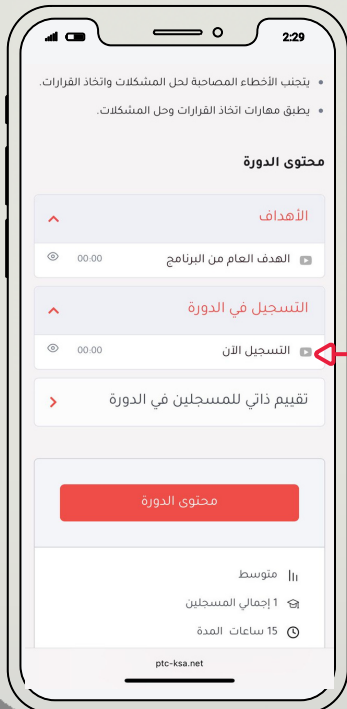 2:29
يتجنب الأخطاء المصاحبة لحل المشكلات واتخاذ القرارات.
يطبق مهارات اتخاذ القرارات وحل المشكلات.
محتوى الدورة
الأهداف
الهدف العام من البرنامج 00:00
التسجيل في الدورة
التسجيل الآن 00:00
تقييم ذاتي للمسجلين في الدورة
محتوى الدورة
متوسط
1 إجمالي المسجلين
15 ساعات المدة
ptc-ksa.net